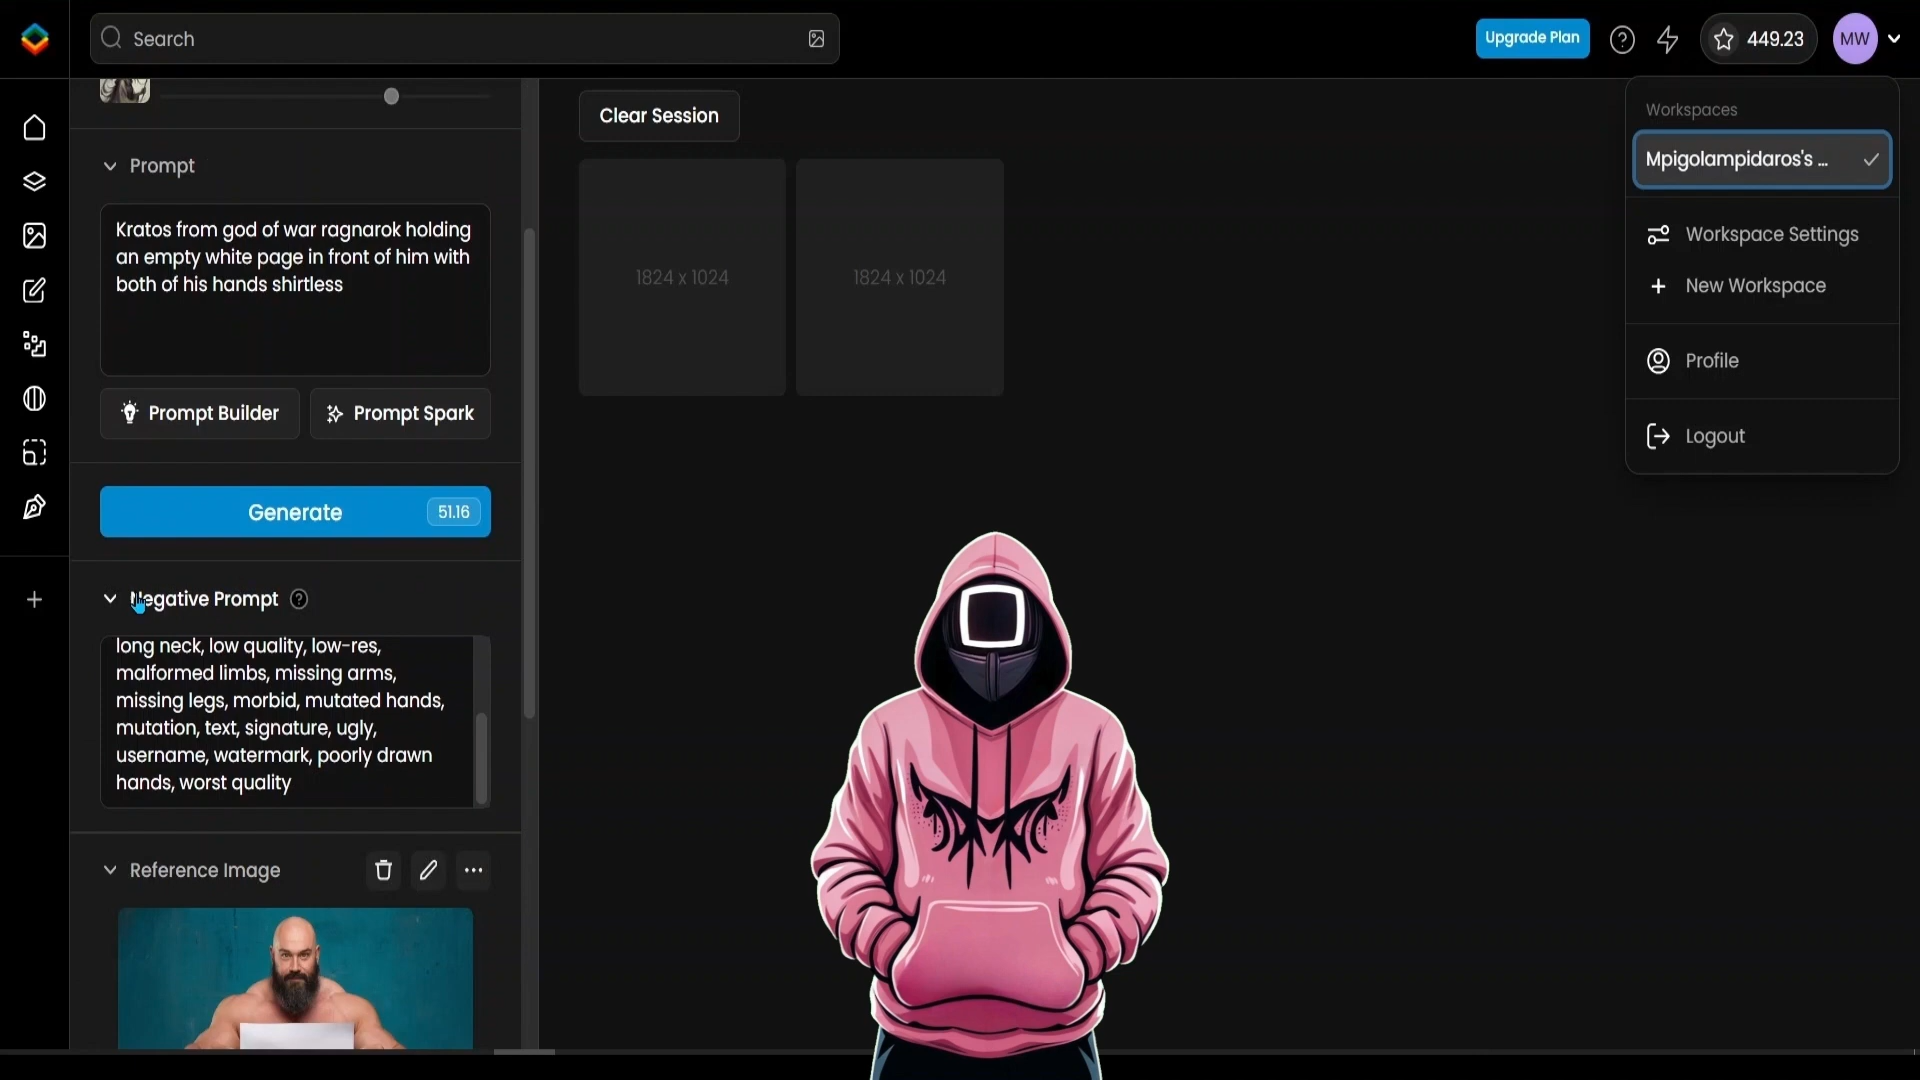 Search
Upgrade Plan
449.23
MW
Workspaces
Mpigolampidaros's ...
Workspace Settings
New Workspace
Profile
Logout
Clear Session
1824 x 1024
1824 x 1024
Prompt
Kratos from god of war ragnarok holding
an empty white page in front of him with
both of his hands shirtless
Prompt Builder
Prompt Spark
Generate
51.16
Negative Prompt
long neck, low quality, low-res,
malformed limbs, missing arms,
missing legs, morbid, mutated hands,
mutation, text, signature, ugly,
username, watermark, poorly drawn
hands, worst quality
Reference Image